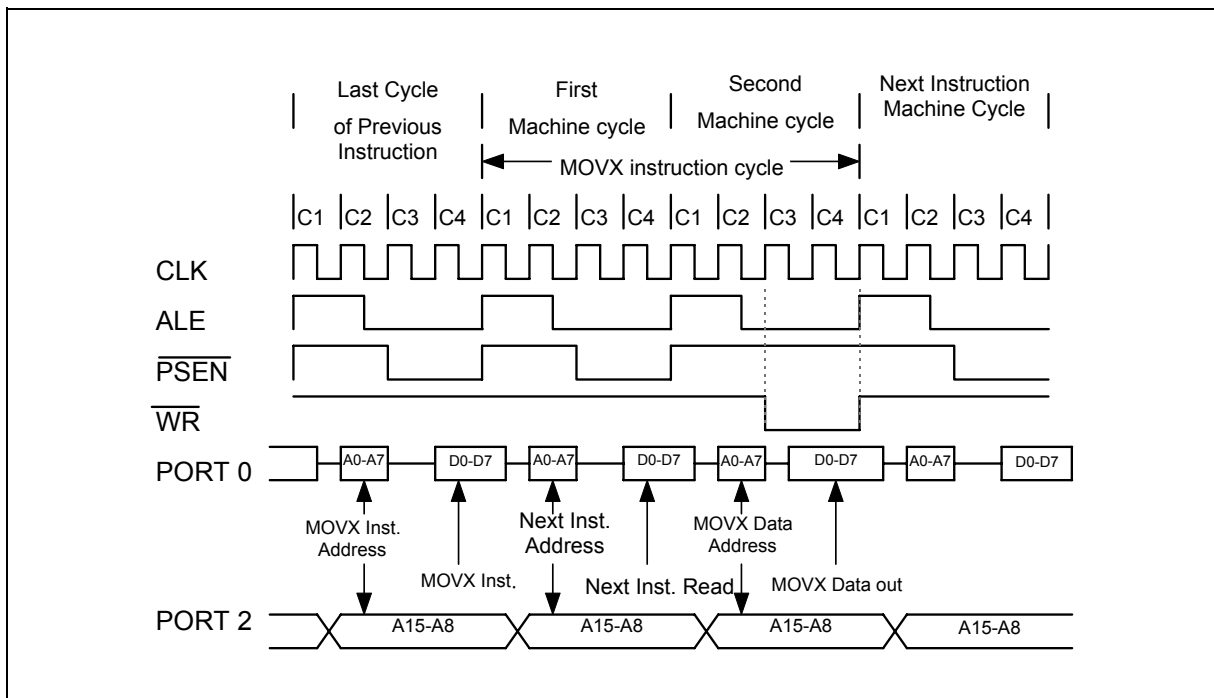 Last Cycle
of Previous
Instruction
First
Machine cycle
Second
Machine cycle
Next Instruction
Machine Cycle
MOVX instruction cycle
C1 C2 C3 C4 C1 C2 C3 C4 C1 C2 C3 C4 C1 C2 C3 C4
CLK
ALE
PSEN
WR
PORT 0
A0-A7 D0-D7 A0-A7 D0-D7 A0-A7 D0-D7 A0-A7 D0-D7
MOVX Inst.
Address
MOVX Inst.
Next Inst.
Address
Next Inst. Read
MOVX Data
Address
MOVX Data out
PORT 2
A15-A8 A15-A8 A15-A8 A15-A8